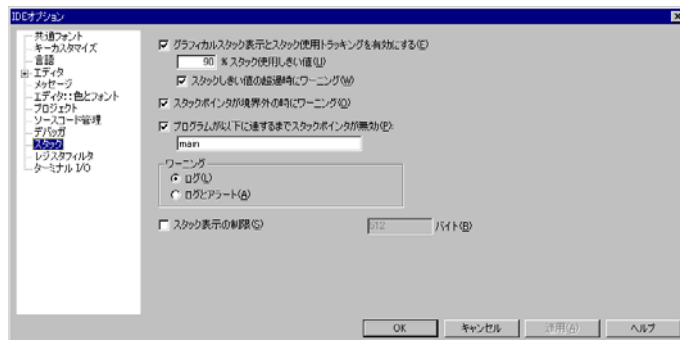 IDEオプション
共通フォント
キーカスタマイズ
言語
エディタ
メッセージ
エディタ::色とフォント
プロジェクト
ソースコード管理
デバッガ
スタック
レジスタフィルタ
ターミナル I/O
グラフィカルスタック表示とスタック使用トラッキングを有効にする(E)
90 % スタック使用しきい値(U)
スタックしきい値の超過時にワーニング(W)
スタックポインタが境界外の時にワーニング(O)
プログラムが以下に達するまでスタックポインタが無効(P):
main
ワーニング
ログ(L)
ログとアラート(A)
スタック表示の制限(S) 512 バイト(B)
OK キャンセル 適用(A) ヘルプ